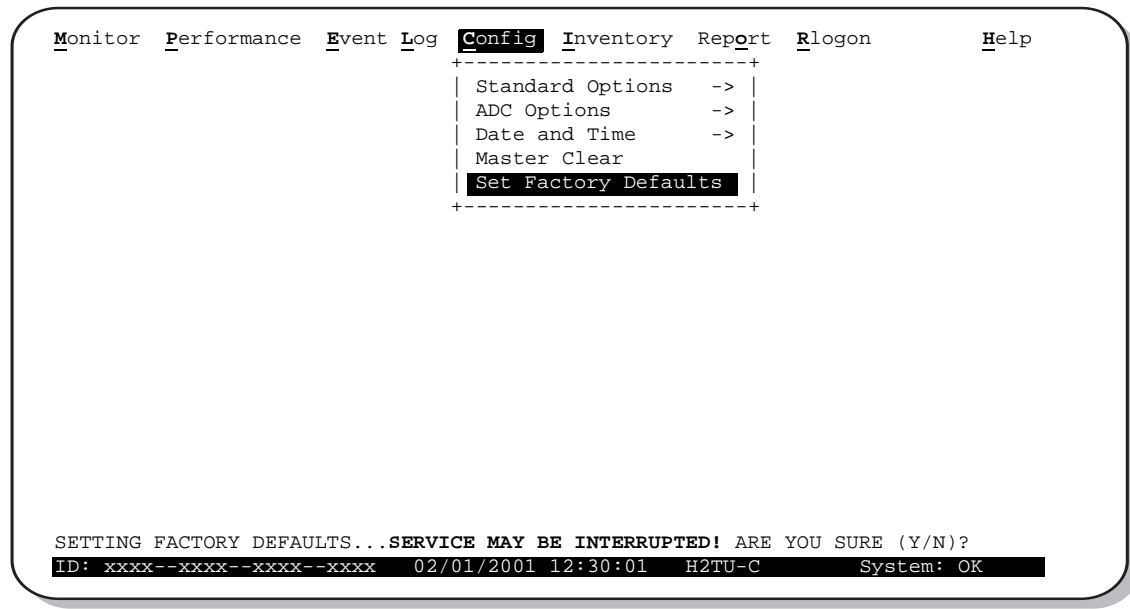 Monitor Performance Event Log Config Inventory Report Rlogon Help
+-----------------------+
| Standard Options -> |
| ADC Options -> |
| Date and Time -> |
| Master Clear |
| Set Factory Defaults |
+-----------------------+
SETTING FACTORY DEFAULTS...SERVICE MAY BE INTERRUPTED! ARE YOU SURE (Y/N)?
ID: xxxx--xxxx--xxxx--xxxx 02/01/2001 12:30:01 H2TU-C System: OK